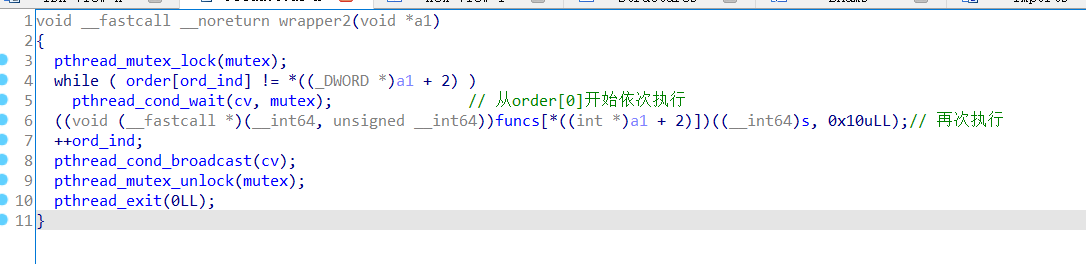 1 void __fastcall __noreturn wrapper2(void *a1)
2 {
3 pthread_mutex_lock(mutex);
4 while ( order[ord_ind] != *((_DWORD *)a1 + 2) )
5 pthread_cond_wait(cv, mutex); // 从order[0]开始依次执行
6 ((void (__fastcall *)(__int64, unsigned __int64))funcs[*((int *)a1 + 2)])((__int64)s, 0x10uLL);// 再次执行
7 ++ord_ind;
8 pthread_cond_broadcast(cv);
9 pthread_mutex_unlock(mutex);
10 pthread_exit(0LL);
11 }